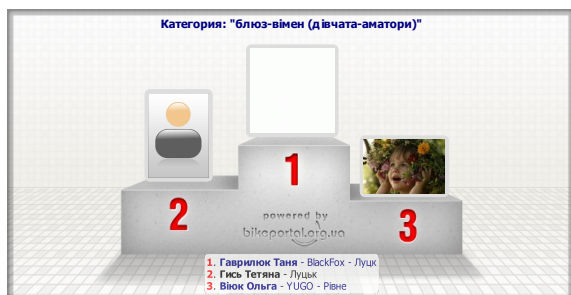 Категория: "блюз-вімен (дівчата-аматори)"
1
2
3
powered by
bikeportal.org.ua
1. Гаврилюк Таня - BlackFox - Луцк
2. Гись Тетяна - Луцьк
3. Віюк Ольга - YUGO - Рівне